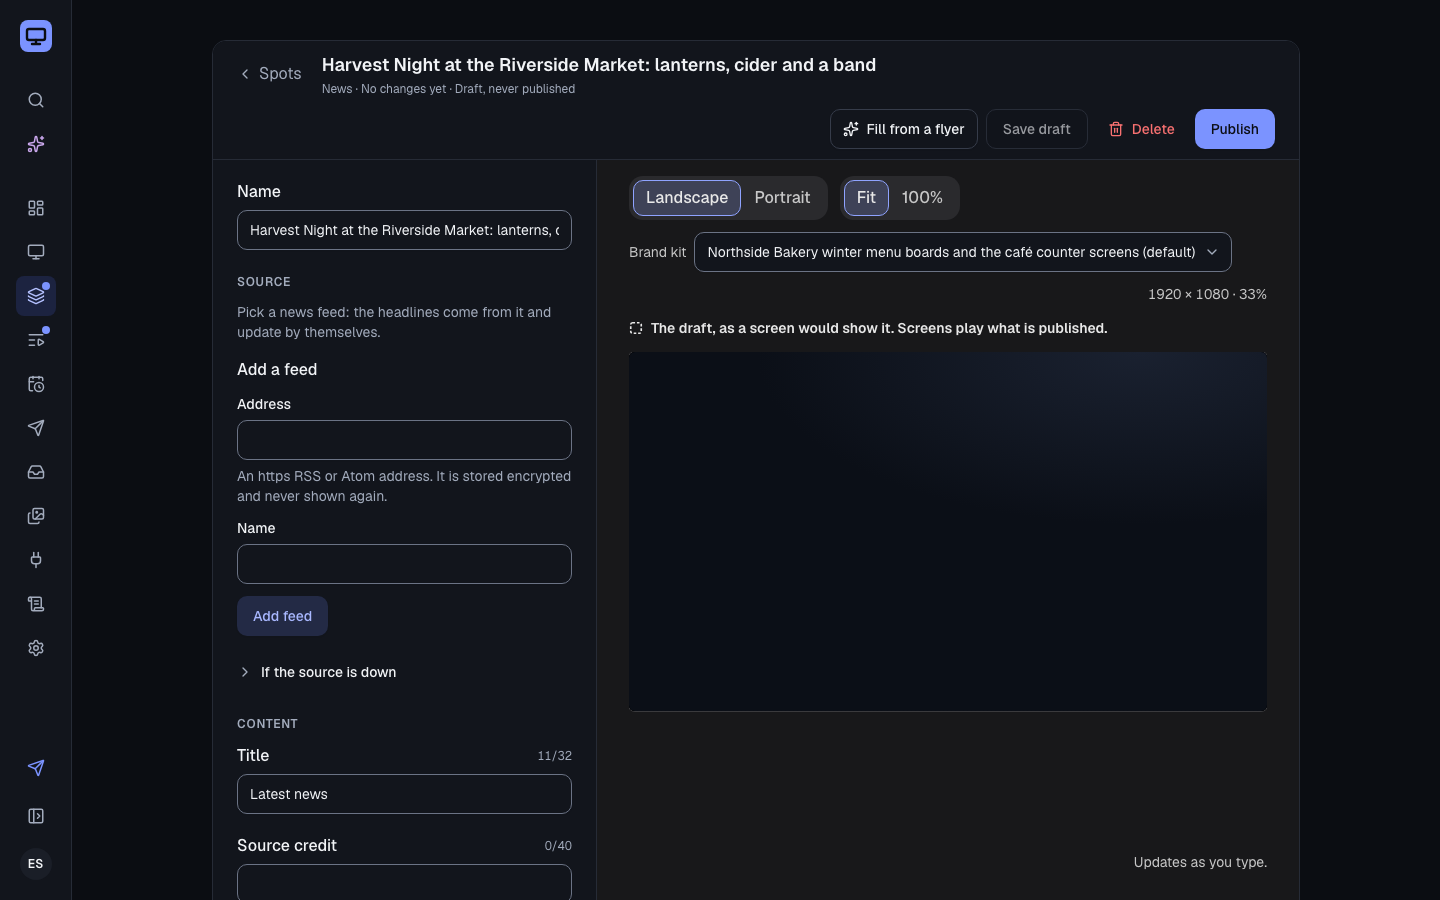 Spots
Harvest Night at the Riverside Market: lanterns, cider and a band
News · No changes yet · Draft, never published
Fill from a flyer
Save draft
Delete
Publish
Name
Harvest Night at the Riverside Market: lanterns, c
SOURCE
Pick a news feed: the headlines come from it and
update by themselves.
Add a feed
Address
An https RSS or Atom address. It is stored encrypted
and never shown again.
Name
Add feed
If the source is down
CONTENT
Title
11/32
Latest news
Source credit
0/40
Landscape
Portrait
Fit
100%
Brand kit
Northside Bakery winter menu boards and the café counter screens (default)
1920 × 1080 · 33%
The draft, as a screen would show it. Screens play what is published.
Updates as you type.
ES